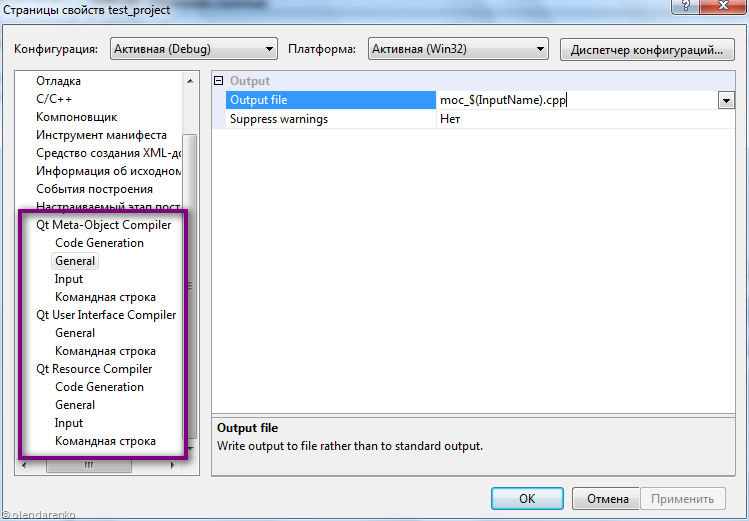 Страницы свойств test_project
Конфигурация:
Активная (Debug)
Платформа:
Активная (Win32)
Диспетчер конфигураций...
Отладка
C/C++
Компоновщик
Инструмент манифеста
Средство создания XML-до
Информация об исходном
События построения
Настраиваемый этап пост
Qt Meta-Object Compiler
Code Generation
General
Input
Командная строка
Qt User Interface Compiler
General
Командная строка
Qt Resource Compiler
Code Generation
General
Input
Командная строка
Output
Output file
moc_$(InputName).cpp
Suppress warnings
Нет
Output file
Write output to file rather than to standard output.
OK
Отмена
Применить
© olendarenko